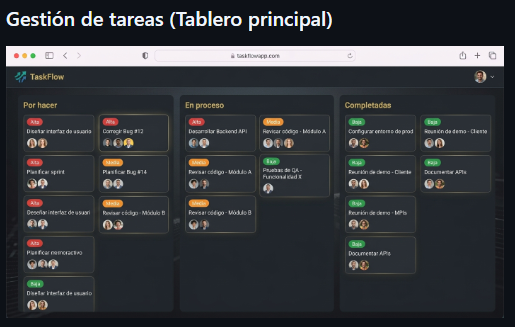 Gestión de tareas (Tablero principal)
taskflowapp.com
TaskFlow
Por hacer
Alta
Diseñar interfaz de usuario
Alta
Planificar sprint
Alta
Deseñar interfaz de usuari
Alta
Planificar memoractivo
Baja
Diseñar interfaz de usuario
Alta
Corregir Bug #12
Media
Planificar Bug #14
Media
Revisar código - Módulo B
En proceso
Alta
Desarrollar Backend API
Media
Revisar código - Módulo A
Media
Revisar código - Módulo B
Media
Revisar código - Módulo A
Baja
Pruebas de QA -
Funcionalidad X
Completadas
Baja
Configurar entorno de prod
Baja
Reunión de demo - Cliente
Baja
Reunión de demo - MPIs
Baja
Documentar APIs
Baja
Reunión de demo - Cliente
Baja
Documentar APIs